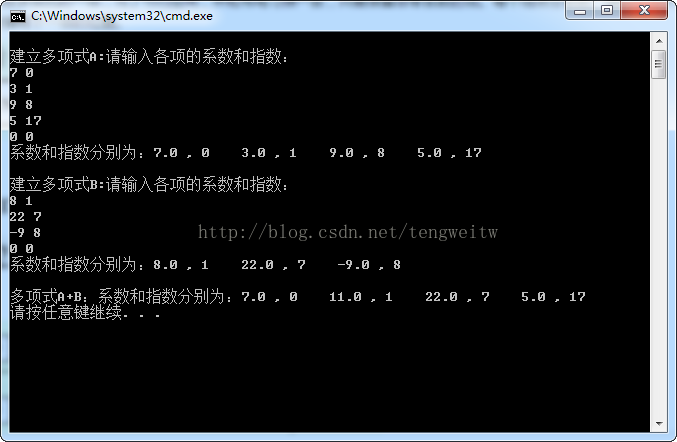 C:\Windows\system32\cmd.exe
建立多项式A:请输入各项的系数和指数：
7 0
3 1
9 8
5 17
0 0
系数和指数分别为：7.0 , 0    3.0 , 1    9.0 , 8    5.0 , 17
建立多项式B:请输入各项的系数和指数：
8 1
22 7
-9 8
0 0
系数和指数分别为：8.0 , 1    22.0 , 7    -9.0 , 8
多项式A+B：系数和指数分别为：7.0 , 0    11.0 , 1    22.0 , 7    5.0 , 17
请按任意键继续. . .
http://blog.csdn.net/tengweitw